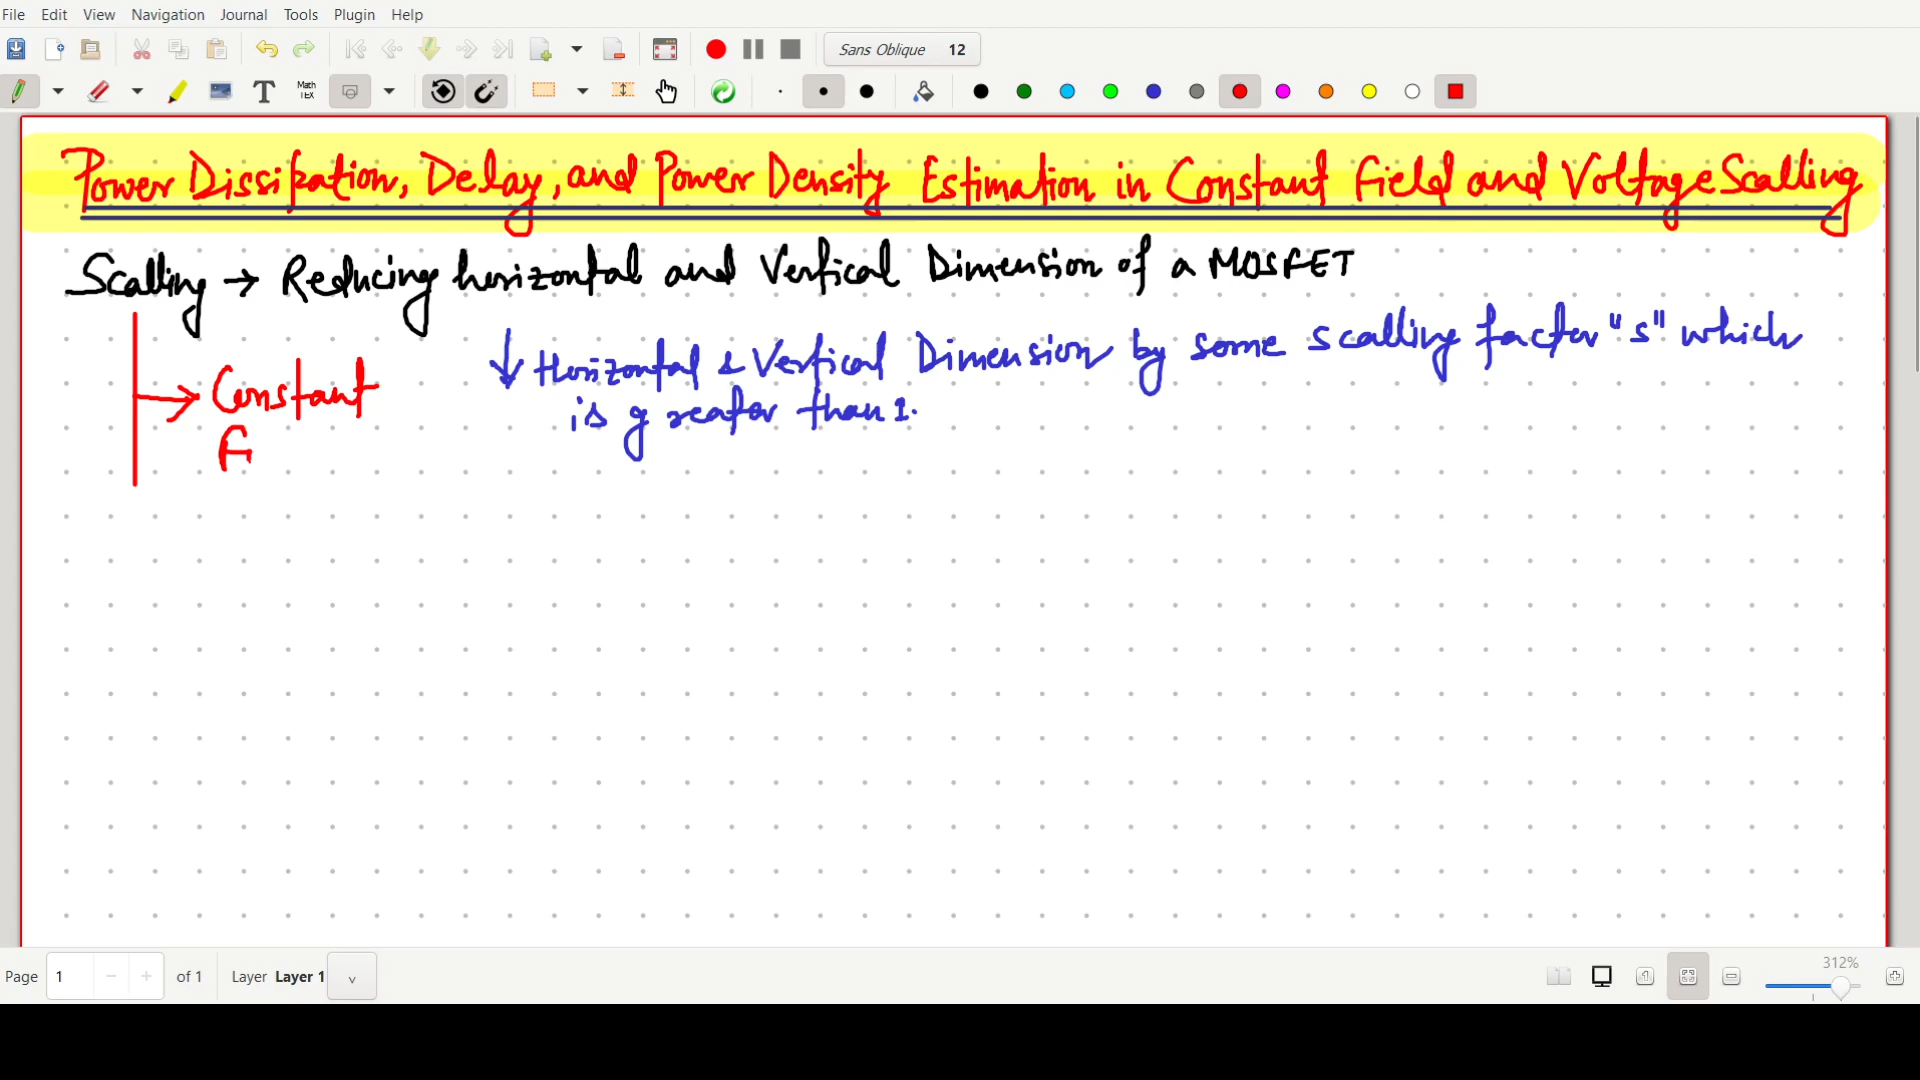 File Edit View Navigation Journal Tools Plugin Help
Sans Oblique 12
Math TEX
Power Dissipation, Delay, and Power Density Estimation in Constant Field and Voltage Scalling
Scalling → Reducing horizontal and Vertical Dimension of a MOSFET
↓ Horizontal & Vertical Dimension by some scalling factor "s" which
is greater than 1.
→ Constant
F
Page 1 of 1 Layer Layer 1 312%